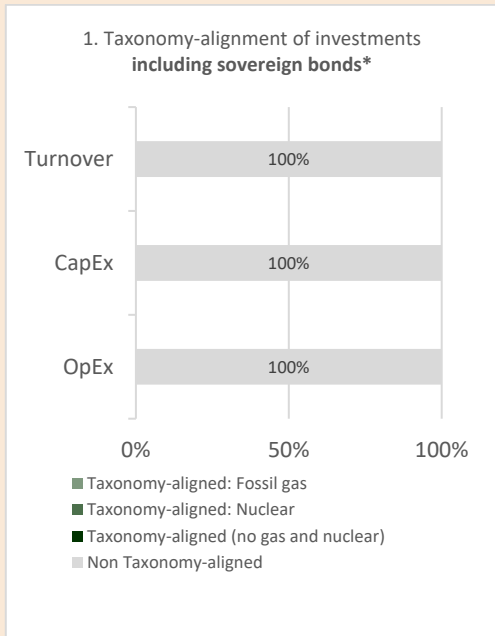 1. Taxonomy-alignment of investments
including sovereign bonds*
Turnover
100%
CapEx
100%
OpEx
100%
0%
50%
100%
Taxonomy-aligned: Fossil gas
Taxonomy-aligned: Nuclear
Taxonomy-aligned (no gas and nuclear)
Non Taxonomy-aligned